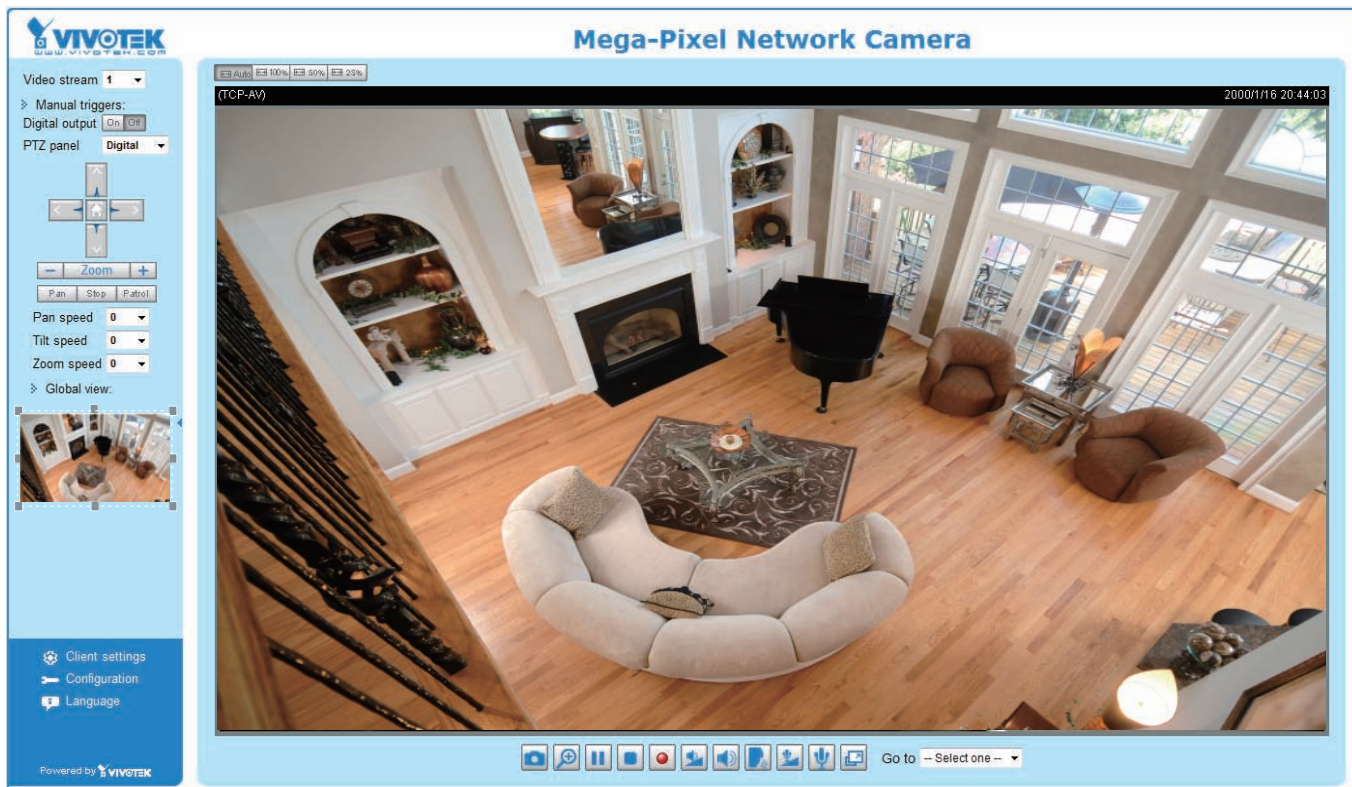 VIVOTEK
www.vivotek.com
Mega-Pixel Network Camera
Video stream 1
Manual triggers:
Digital output On Off
PTZ panel Digital
Zoom
Pan Stop Patrol
Pan speed 0
Tilt speed 0
Zoom speed 0
Global view:
Client settings
Configuration
Language
Powered by VIVOTEK
Auto 100% 50% 25%
(TCP-AV) 2000/1/16 20:44:03
Go to -- Select one --